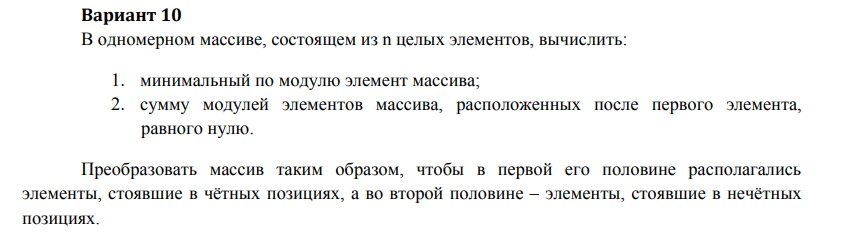 Вариант 10
В одномерном массиве, состоящем из n целых элементов, вычислить:
1. минимальный по модулю элемент массива;
2. сумму модулей элементов массива, расположенных после первого элемента,
равного нулю.
Преобразовать массив таким образом, чтобы в первой его половине располагались
элементы, стоявшие в чётных позициях, а во второй половине – элементы, стоявшие в нечётных
позициях.